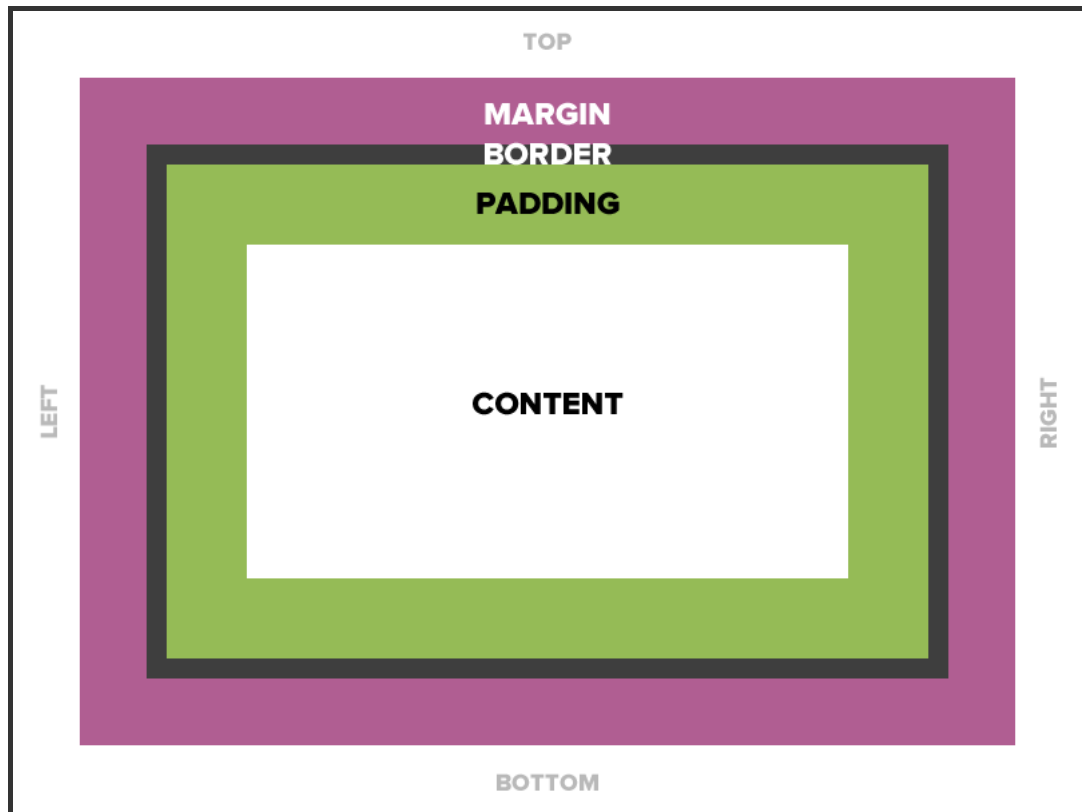 TOP
MARGIN
BORDER
PADDING
CONTENT
LEFT
RIGHT
BOTTOM